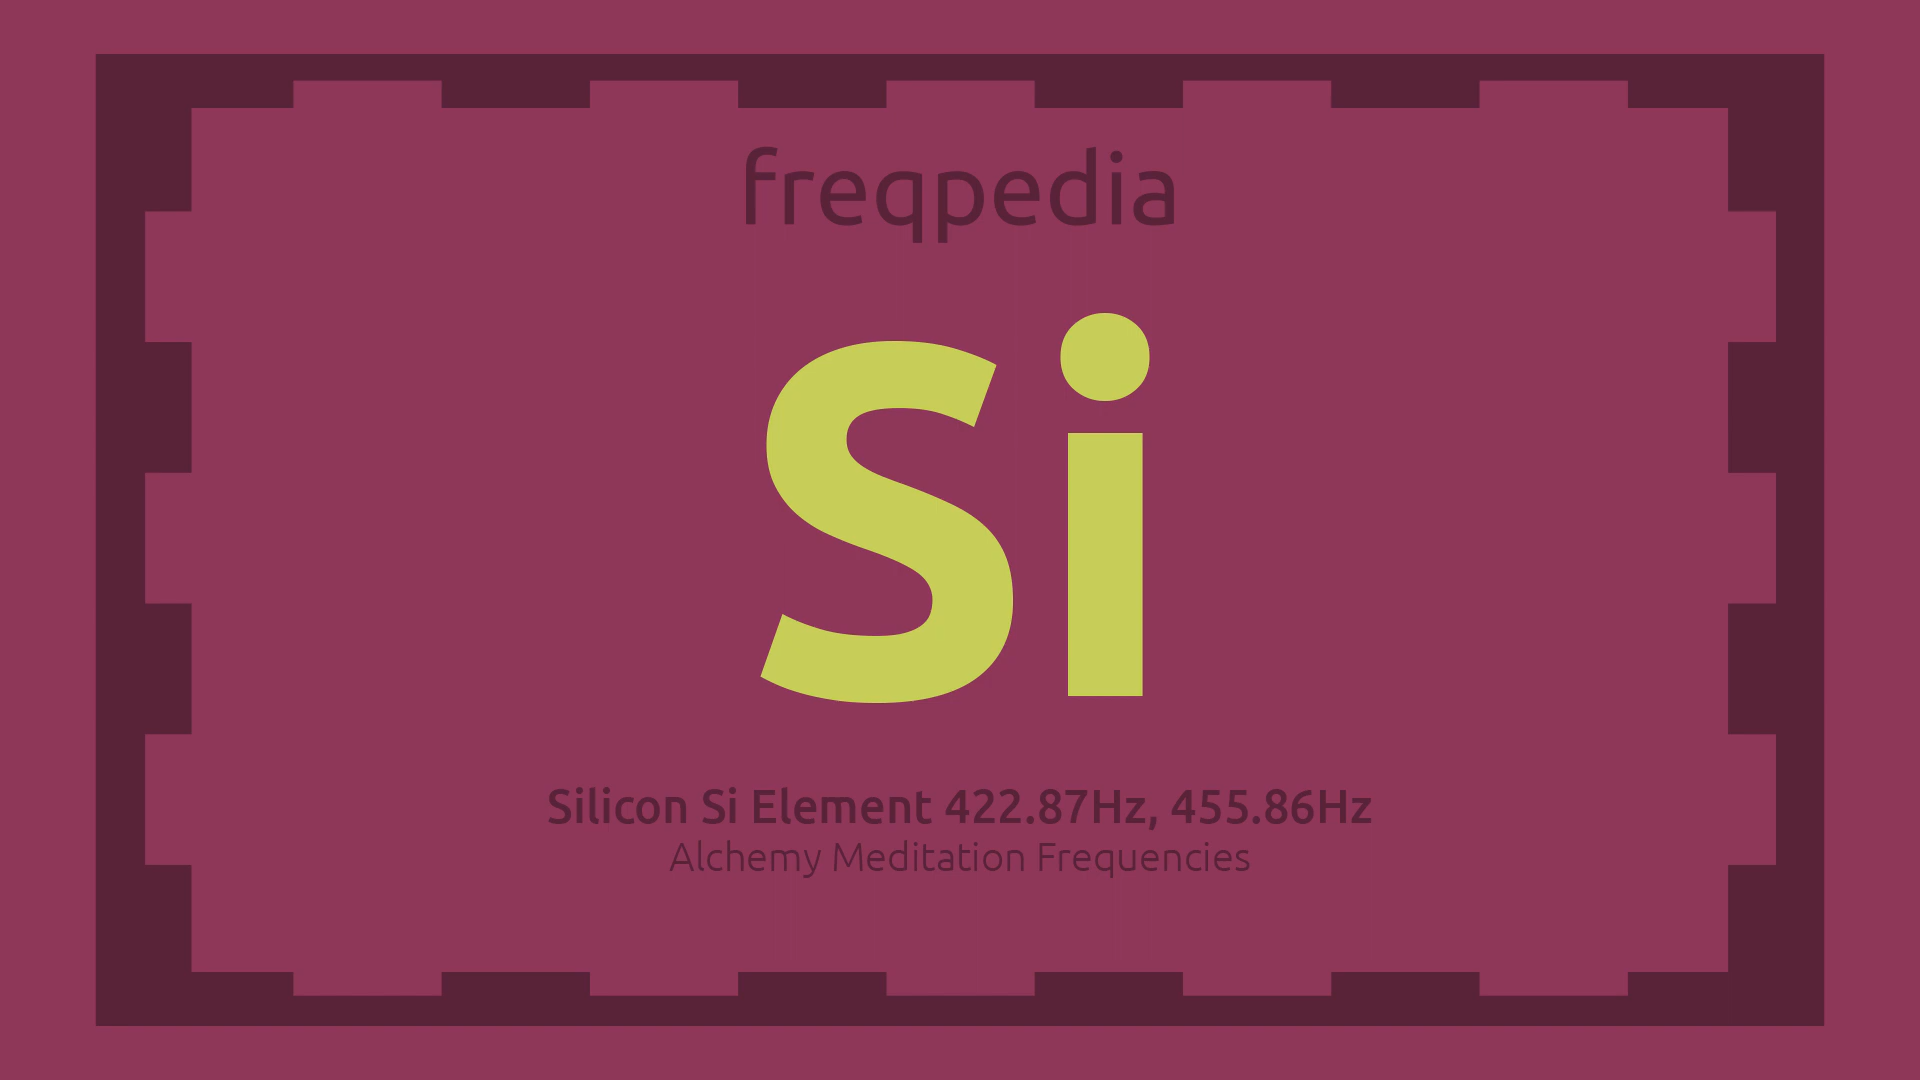 freqpedia
Si
Silicon Si Element 422.87Hz, 455.86Hz
Alchemy Meditation Frequencies